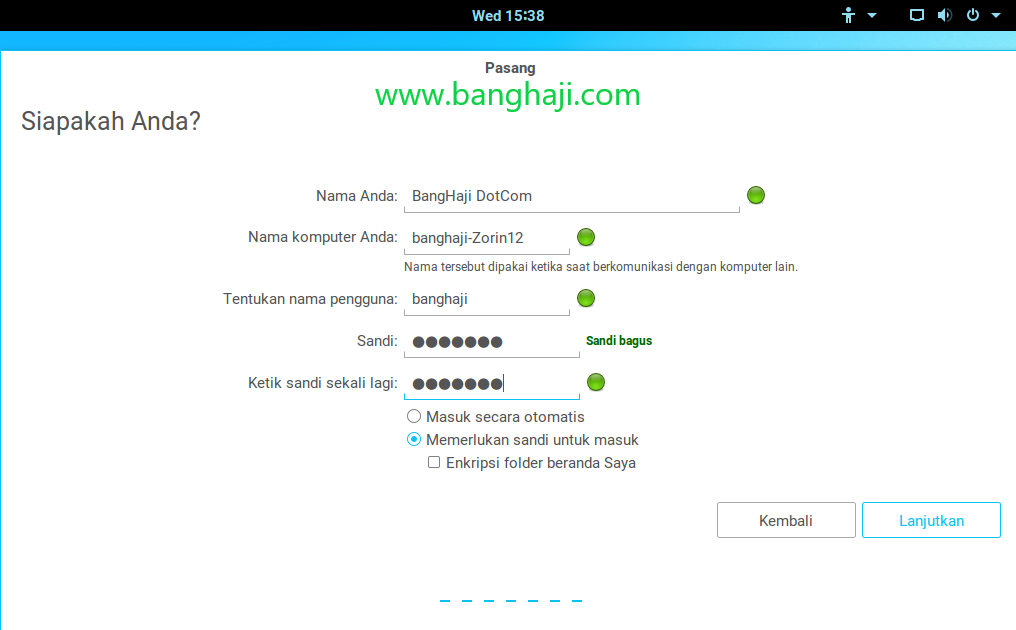 Wed 15:38
Pasang
www.banghaji.com
Siapakah Anda?
Nama Anda: BangHaji DotCom
Nama komputer Anda: banghaji-Zorin12
Nama tersebut dipakai ketika saat berkomunikasi dengan komputer lain.
Tentukan nama pengguna: banghaji
Sandi: ●●●●●●● Sandi bagus
Ketik sandi sekali lagi: ●●●●●●●
Masuk secara otomatis
Memerlukan sandi untuk masuk
Enkripsi folder beranda Saya
Kembali Lanjutkan